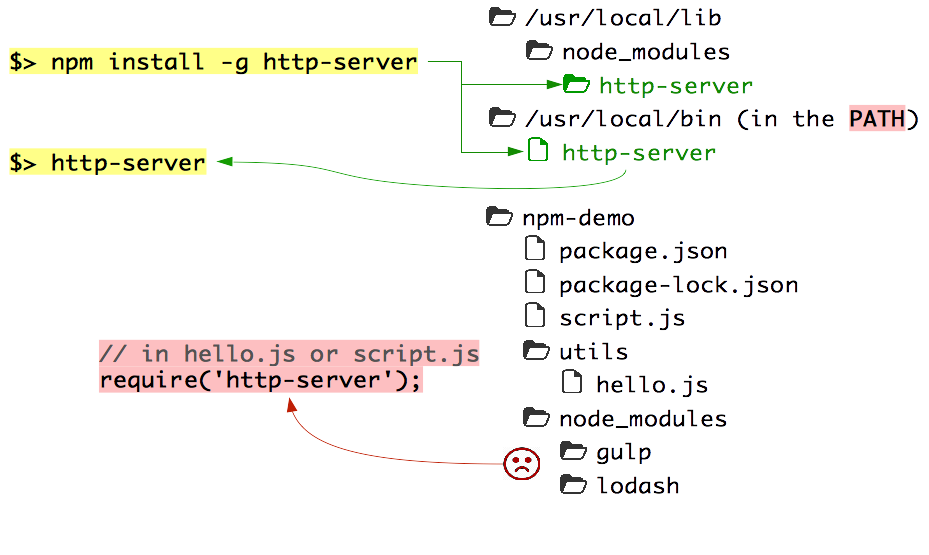 /usr/local/lib
$> npm install -g http-server
node_modules
http-server
/usr/local/bin (in the PATH)
http-server
$> http-server
npm-demo
package.json
package-lock.json
script.js
// in hello.js or script.js
require('http-server');
utils
hello.js
node_modules
gulp
lodash